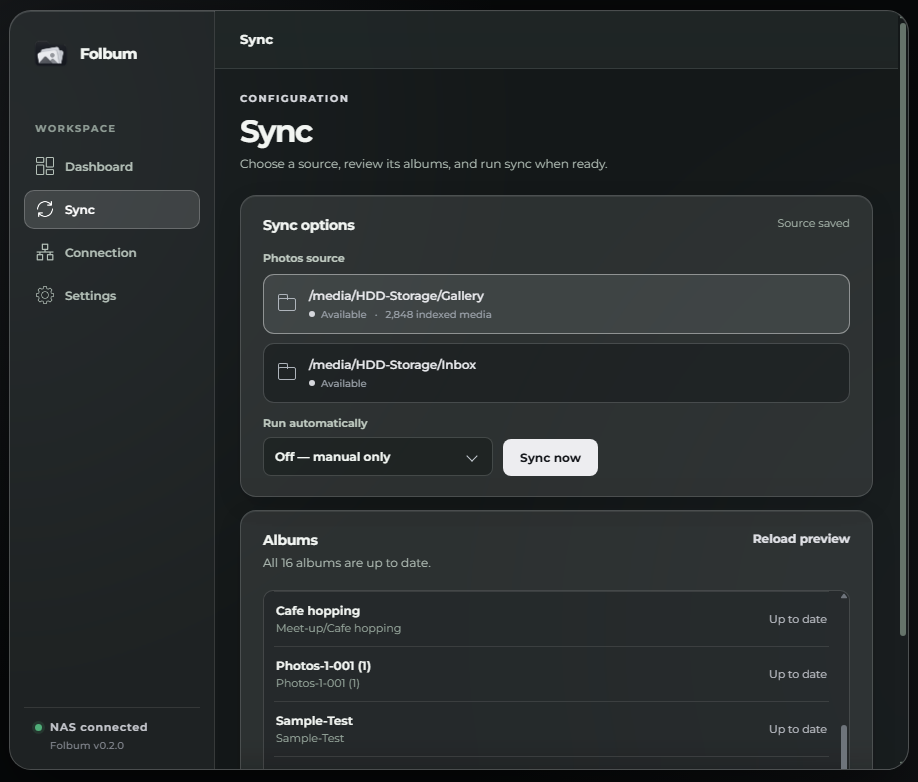 Folbum
Sync
WORKSPACE
Dashboard
Sync
Connection
Settings
NAS connected
Folbum v0.2.0
CONFIGURATION
Sync
Choose a source, review its albums, and run sync when ready.
Sync options
Source saved
Photos source
/media/HDD-Storage/Gallery
Available · 2,848 indexed media
/media/HDD-Storage/Inbox
Available
Run automatically
Off — manual only
Sync now
Albums
Reload preview
All 16 albums are up to date.
Cafe hopping
Up to date
Meet-up/Cafe hopping
Photos-1-001 (1)
Up to date
Photos-1-001 (1)
Sample-Test
Up to date
Sample-Test